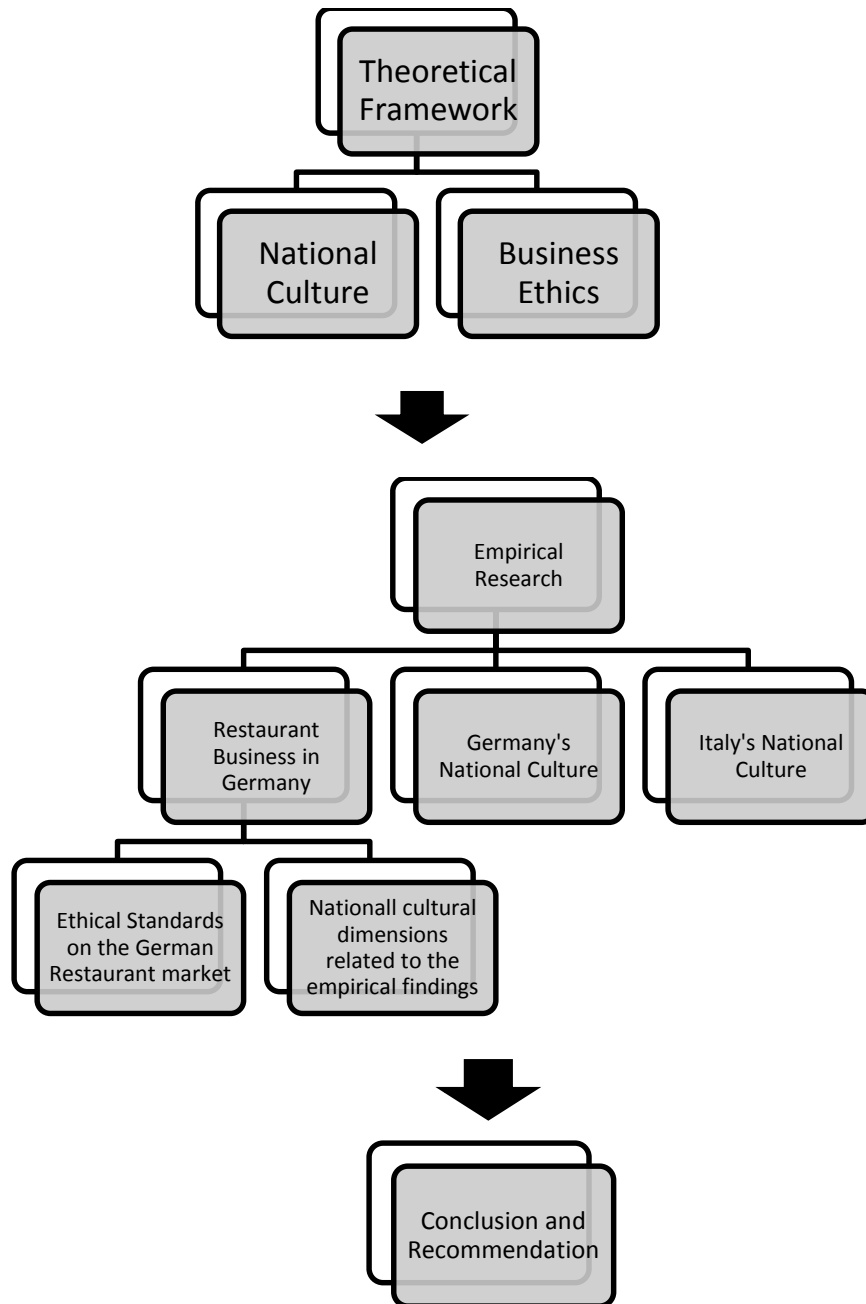 Theoretical
Framework
National
Culture
Business
Ethics
Empirical
Research
Restaurant
Business in
Germany
Germany's
National Culture
Italy's National
Culture
Ethical Standards
on the German
Restaurant market
Nationall cultural
dimensions
related to the
empirical findings
Conclusion and
Recommendation